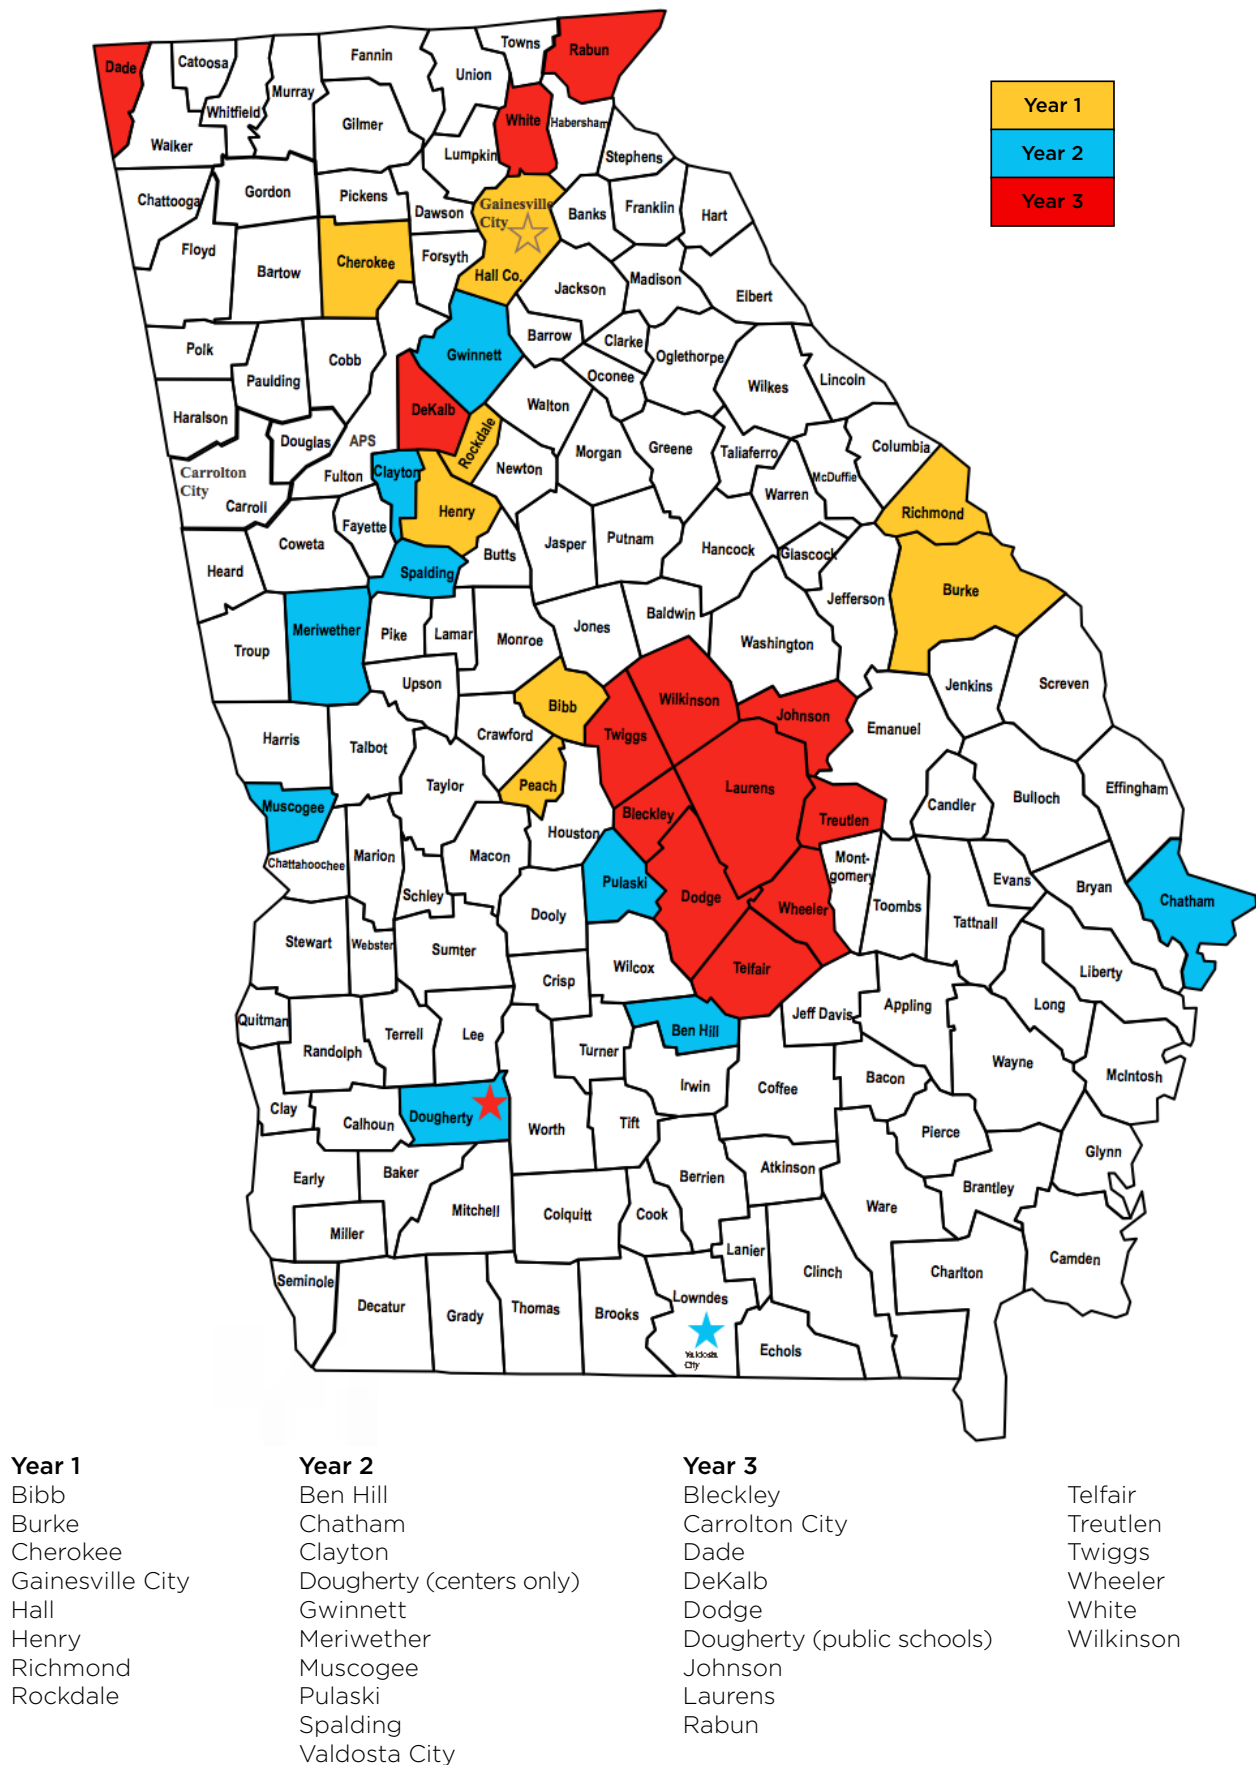 Towns
Rabun
Fannin
Dade
Catoosa
Union
Murray
Year 1
Whitfield
White
Habersham
Gilmer
Walker
Lumpkin
Year 2
Stephens
Gordon
Pickens
Chattooga
Year 3
Gainesville
City
Dawson
Banks
Franklin
Hart
Floyd
Forsyth
Cherokee
Bartow
Hall Co.
Jackson
Madison
Elbert
Barrow
Clarke
Polk
Cobb
Gwinnett
Oglethorpe
Oconee
Paulding
Wilkes
Lincoln
Haralson
DeKalb
Walton
Douglas
APS
Rockdale
Greene
Morgan
Taliaferro
Columbia
Carrolton
City
Clayton
Newton
Fulton
McDuffie
Warren
Carroll
Henry
Richmond
Fayette
Coweta
Butts
Jasper
Putnam
Hancock
Glascock
Heard
Spalding
Burke
Jefferson
Meriwether
Pike
Lamar
Monroe
Jones
Baldwin
Washington
Troup
Upson
Jenkins
Screven
Bibb
Wilkinson
Johnson
Harris
Talbot
Crawford
Twiggs
Emanuel
Taylor
Peach
Laurens
Effingham
Muscogee
Bleckley
Treutlen
Candler
Bulloch
Houston
Chattahoochee
Marion
Macon
Mont-
gomery
Pulaski
Schley
Dodge
Evans
Bryan
Chatham
Dooly
Wheeler
Toombs
Tattnall
Stewart
Webster
Sumter
Wilcox
Telfair
Liberty
Crisp
Long
Appling
Jeff Davis
Quitman
Terrell
Lee
Ben Hill
Randolph
Turner
Wayne
McIntosh
Irwin
Coffee
Bacon
Clay
Calhoun
Dougherty
Worth
Tift
Pierce
Glynn
Early
Baker
Berrien
Atkinson
Brantley
Mitchell
Colquitt
Cook
Ware
Miller
Lanier
Clinch
Charlton
Camden
Seminole
Decatur
Grady
Thomas
Brooks
Lowndes
Valdosta
City
Echols
Year 1
Bibb
Burke
Cherokee
Gainesville City
Hall
Henry
Richmond
Rockdale
Year 2
Ben Hill
Chatham
Clayton
Dougherty (centers only)
Gwinnett
Meriwether
Muscogee
Pulaski
Spalding
Valdosta City
Year 3
Bleckley
Carrolton City
Dade
DeKalb
Dodge
Dougherty (public schools)
Johnson
Laurens
Rabun
Telfair
Treutlen
Twiggs
Wheeler
White
Wilkinson